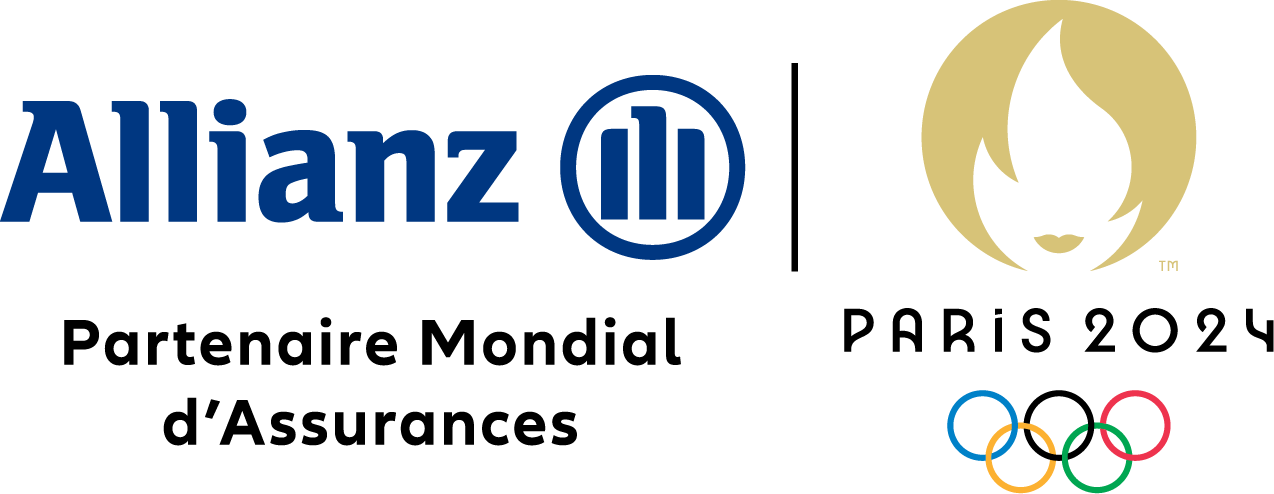 Allianz
Partenaire Mondial
d’Assurances
TM
PARIS 2024